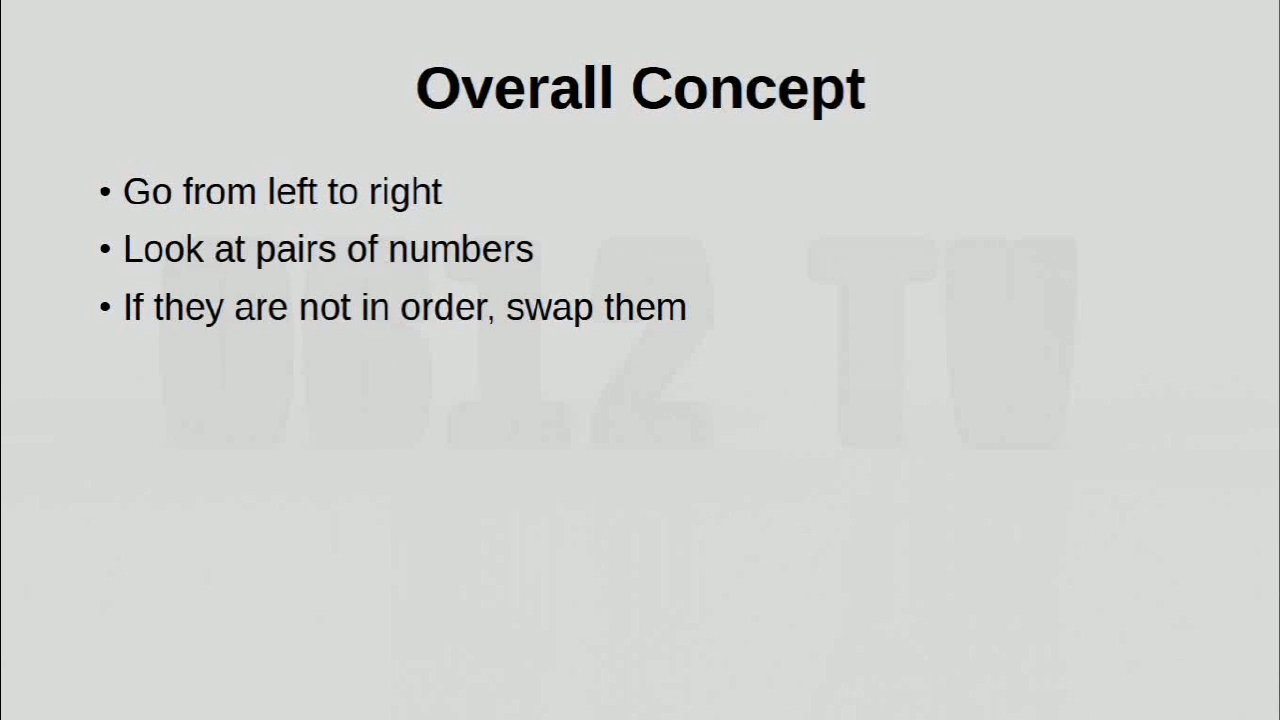 Overall Concept
• Go from left to right
• Look at pairs of numbers
• If they are not in order, swap them